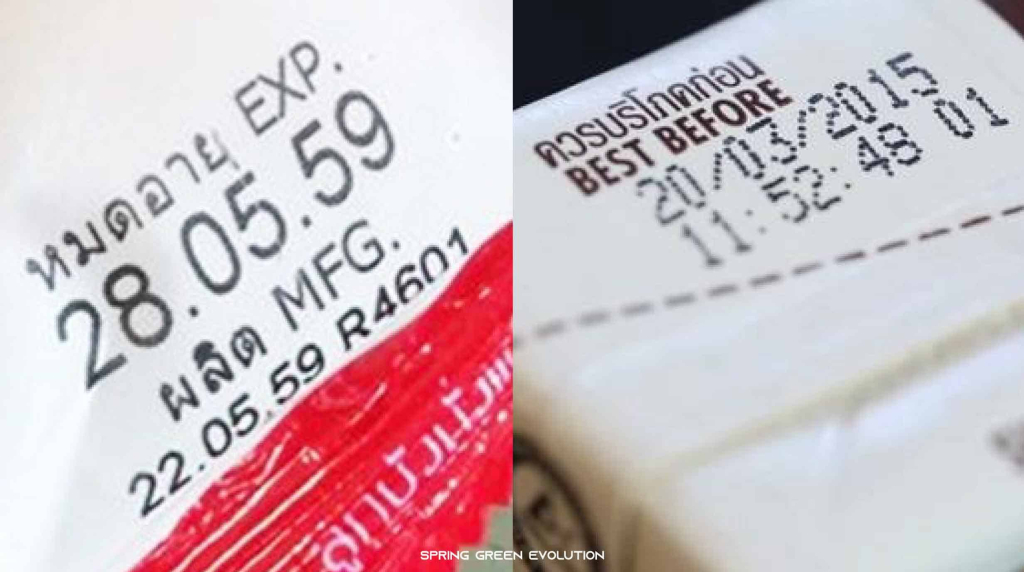 หมดอายุ EXP.
28.05.59
ผลิต MFG.
22.05.59 R4601
ควรบริโภคก่อน
BEST BEFORE
20/03/2015
11:52:48 01
SPRING GREEN EVOLUTION